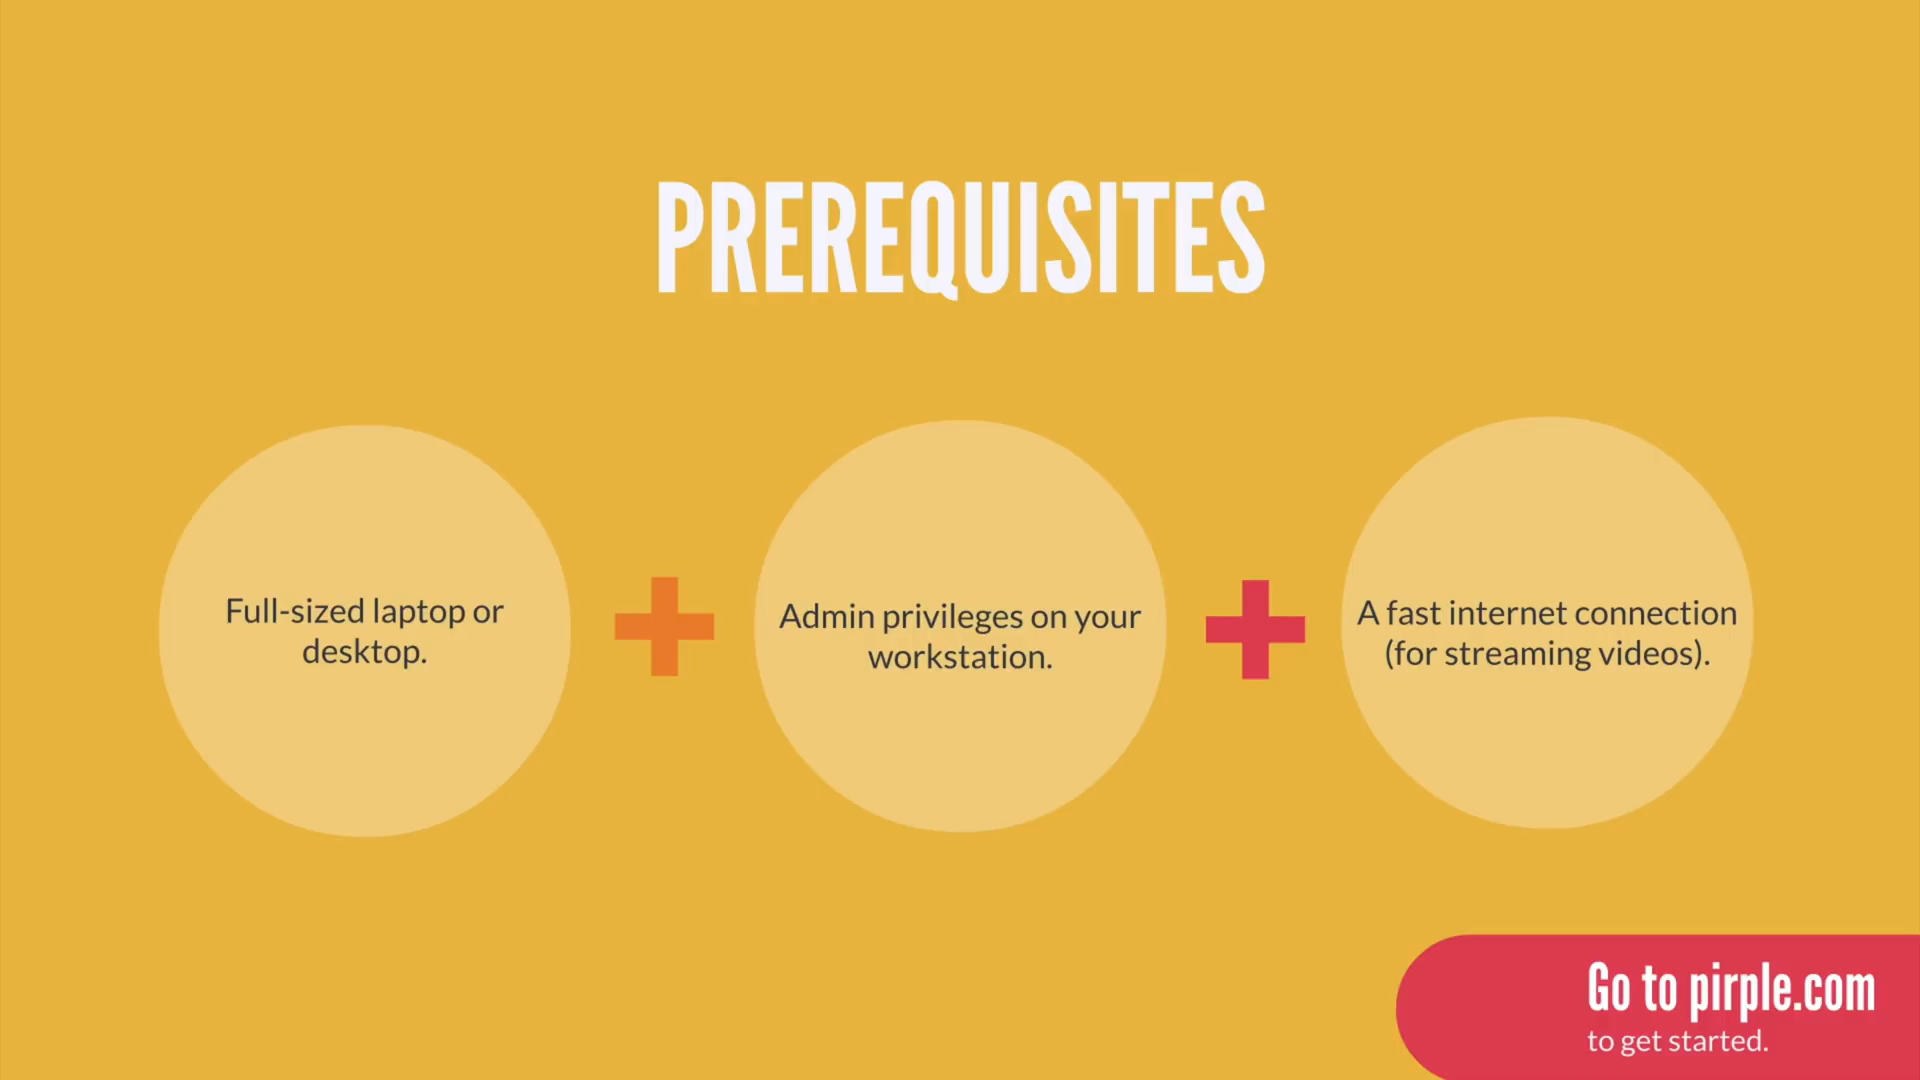 PREREQUISITES
Full-sized laptop or
desktop.
Admin privileges on your
workstation.
A fast internet connection
(for streaming videos).
Go to pirple.com
to get started.